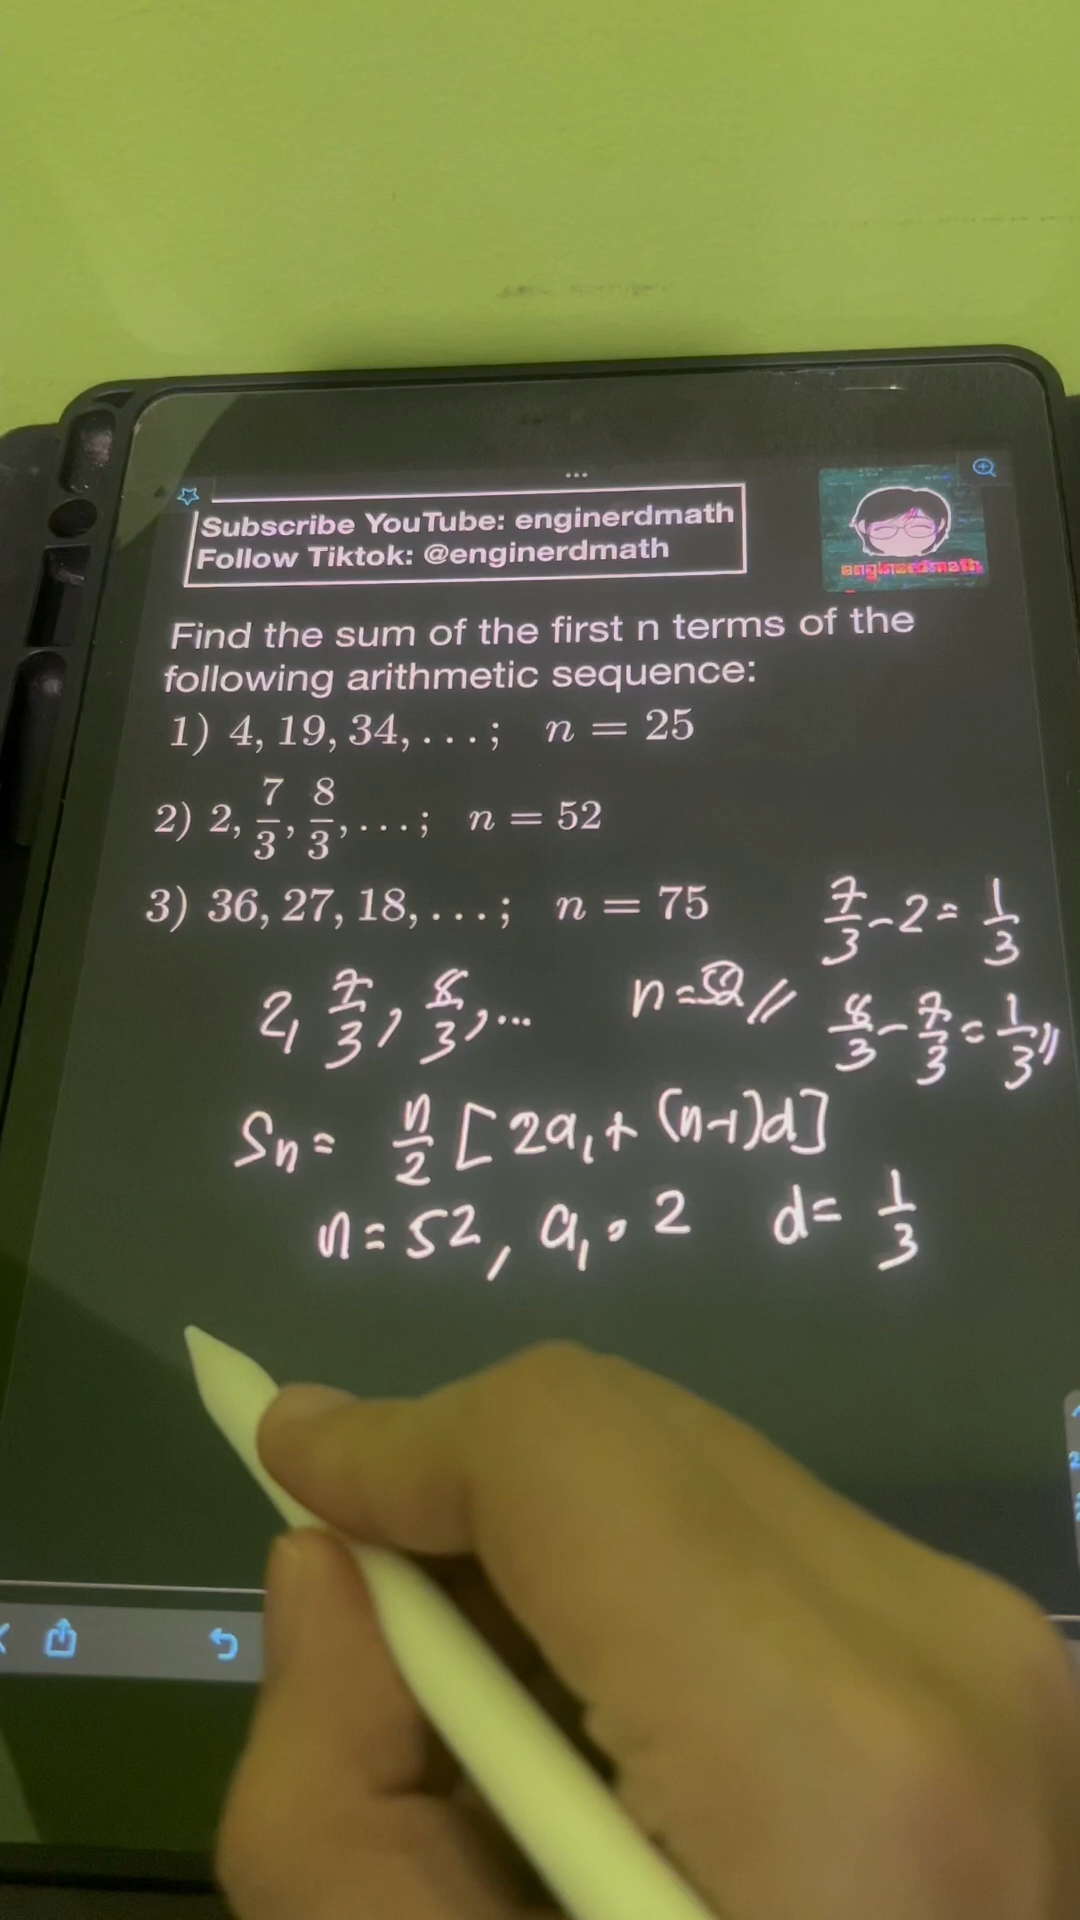 Subscribe YouTube: enginerdmath
Follow Tiktok: @enginerdmath
enginerdmath
Find the sum of the first n terms of the
following arithmetic sequence:
1) 4, 19, 34, . . . ; n = 25
2) 2, 7/3, 8/3, . . . ; n = 52
3) 36, 27, 18, . . . ; n = 75
7/3 - 2 = 1/3
2, 7/3, 8/3, ... n = 52 //
8/3 - 7/3 = 1/3 //
Sn = n/2 [2a₁ + (n-1)d]
n = 52, a₁ = 2 d = 1/3